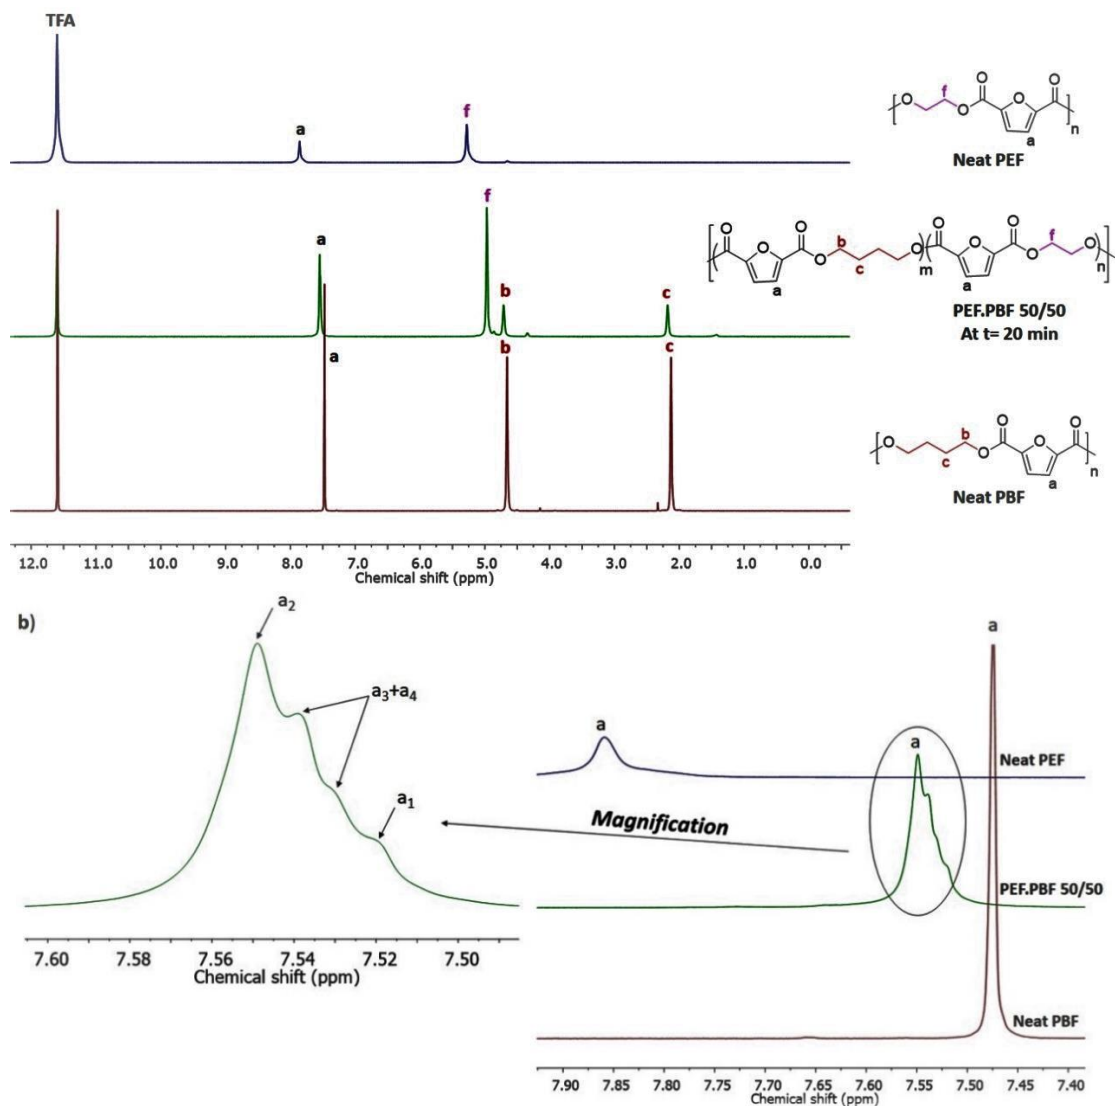 TFA
a
f
O
O
O
O
O
f
a
n
Neat PEF
f
a
b
c
O
O
O
O
O
O
O
O
O
O
b
c
a
m
f
a
n
PEF.PBF 50/50
At t= 20 min
a
b
c
O
O
O
O
O
b
c
a
n
Neat PBF
12.0 11.0 10.0 9.0 8.0 7.0 6.0 5.0 4.0 3.0 2.0 1.0 0.0
Chemical shift (ppm)
b)
a2
a3+a4
a1
7.60 7.58 7.54 7.52 7.50
Chemical shift (ppm)
Magnification
a
a
a
Neat PEF
PEF.PBF 50/50
Neat PBF
7.90 7.85 7.80 7.75 7.70 7.65 7.60 7.55 7.50 7.45 7.40
Chemical shift (ppm)